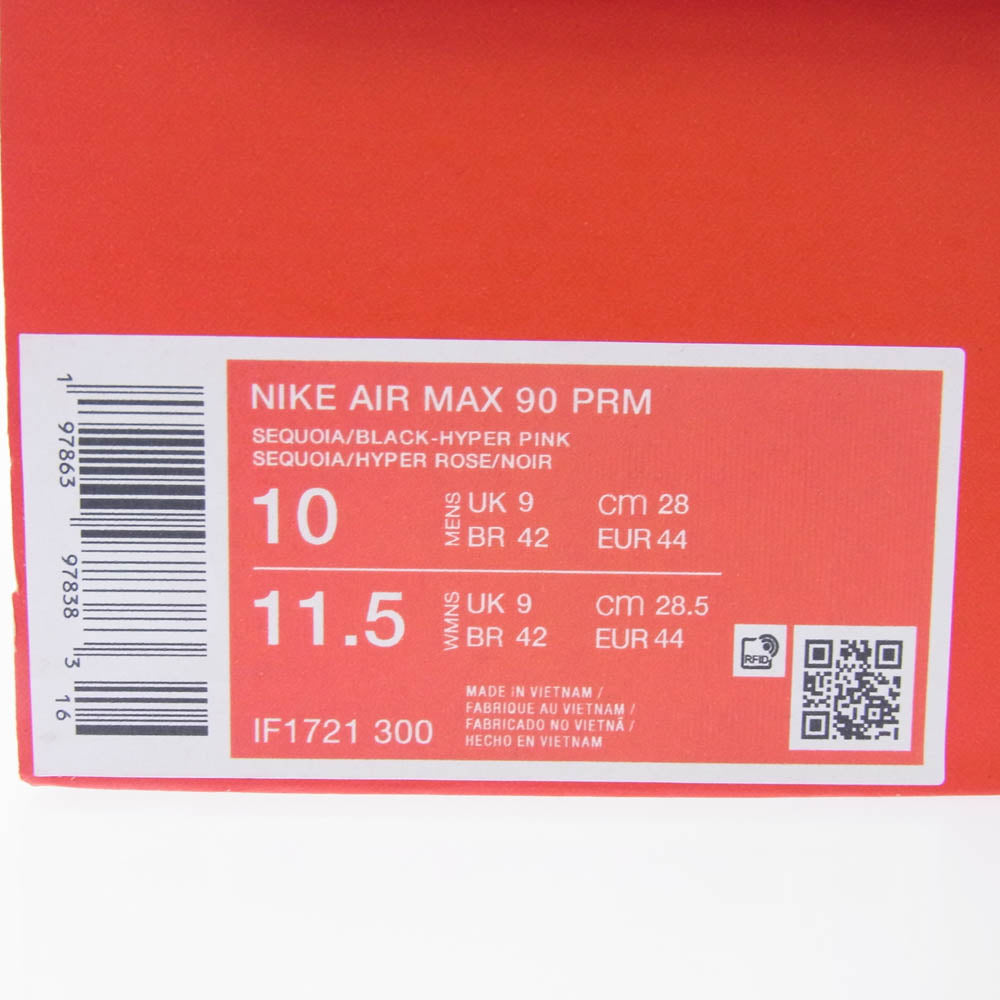 NIKE AIR MAX 90 PRM
SEQUOIA/BLACK-HYPER PINK
SEQUOIA/HYPER ROSE/NOIR
10 MENS UK 9 cm 28
BR 42 EUR 44
11.5 WMNS UK 9 cm 28.5
BR 42 EUR 44
IF1721 300
MADE IN VIETNAM /
FABRIQUE AU VIETNAM /
FABRICADO NO VIETNÃ /
HECHO EN VIETNAM
RFID
1 97863 97838 3 16